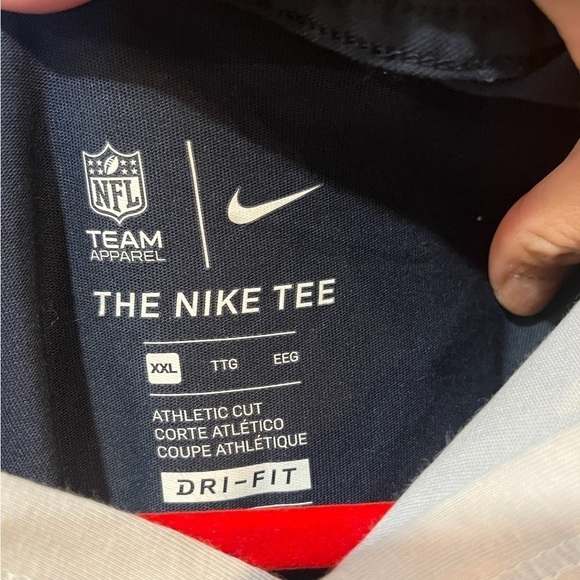 NFL
TEAM
APPAREL
THE NIKE TEE
XXL TTG EEG
ATHLETIC CUT
CORTE ATLÉTICO
COUPE ATHLÉTIQUE
DRI-FIT